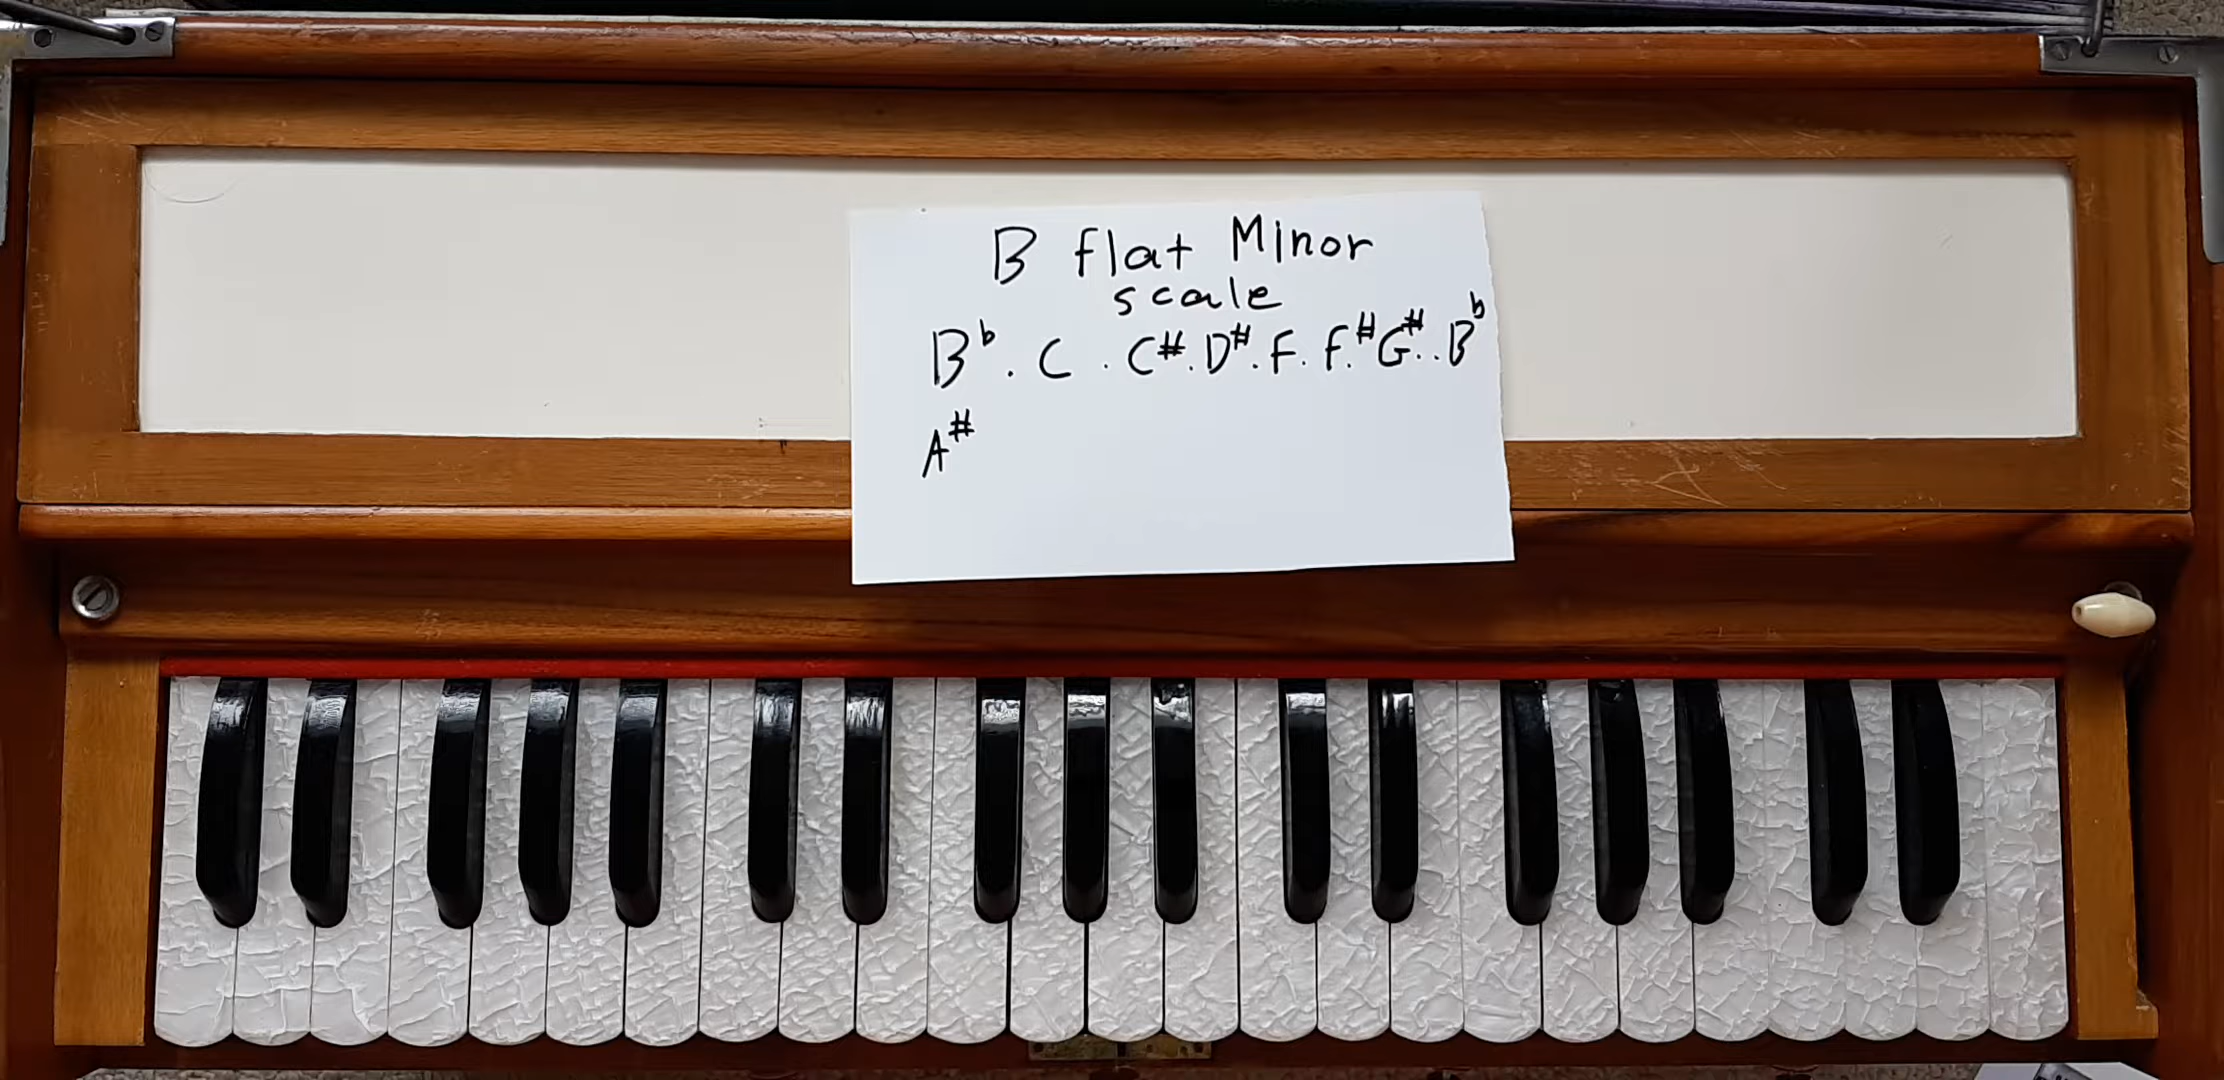 B flat Minor
scale
B♭. C . C#. D#. F. F.# G#.. B♭
A#